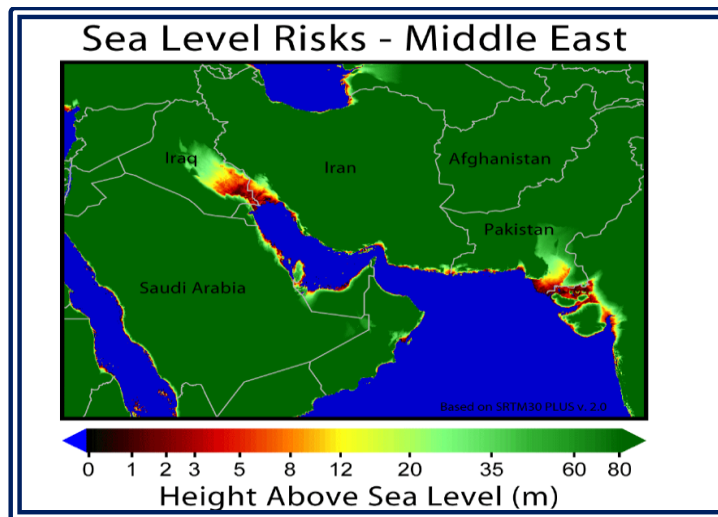 Sea Level Risks - Middle East
Iraq
Iran
Afghanistan
Pakistan
Saudi Arabia
Based on SRTM30 PLUS v. 2.0
0 1 2 3 5 8 12 20 35 60 80
Height Above Sea Level (m)